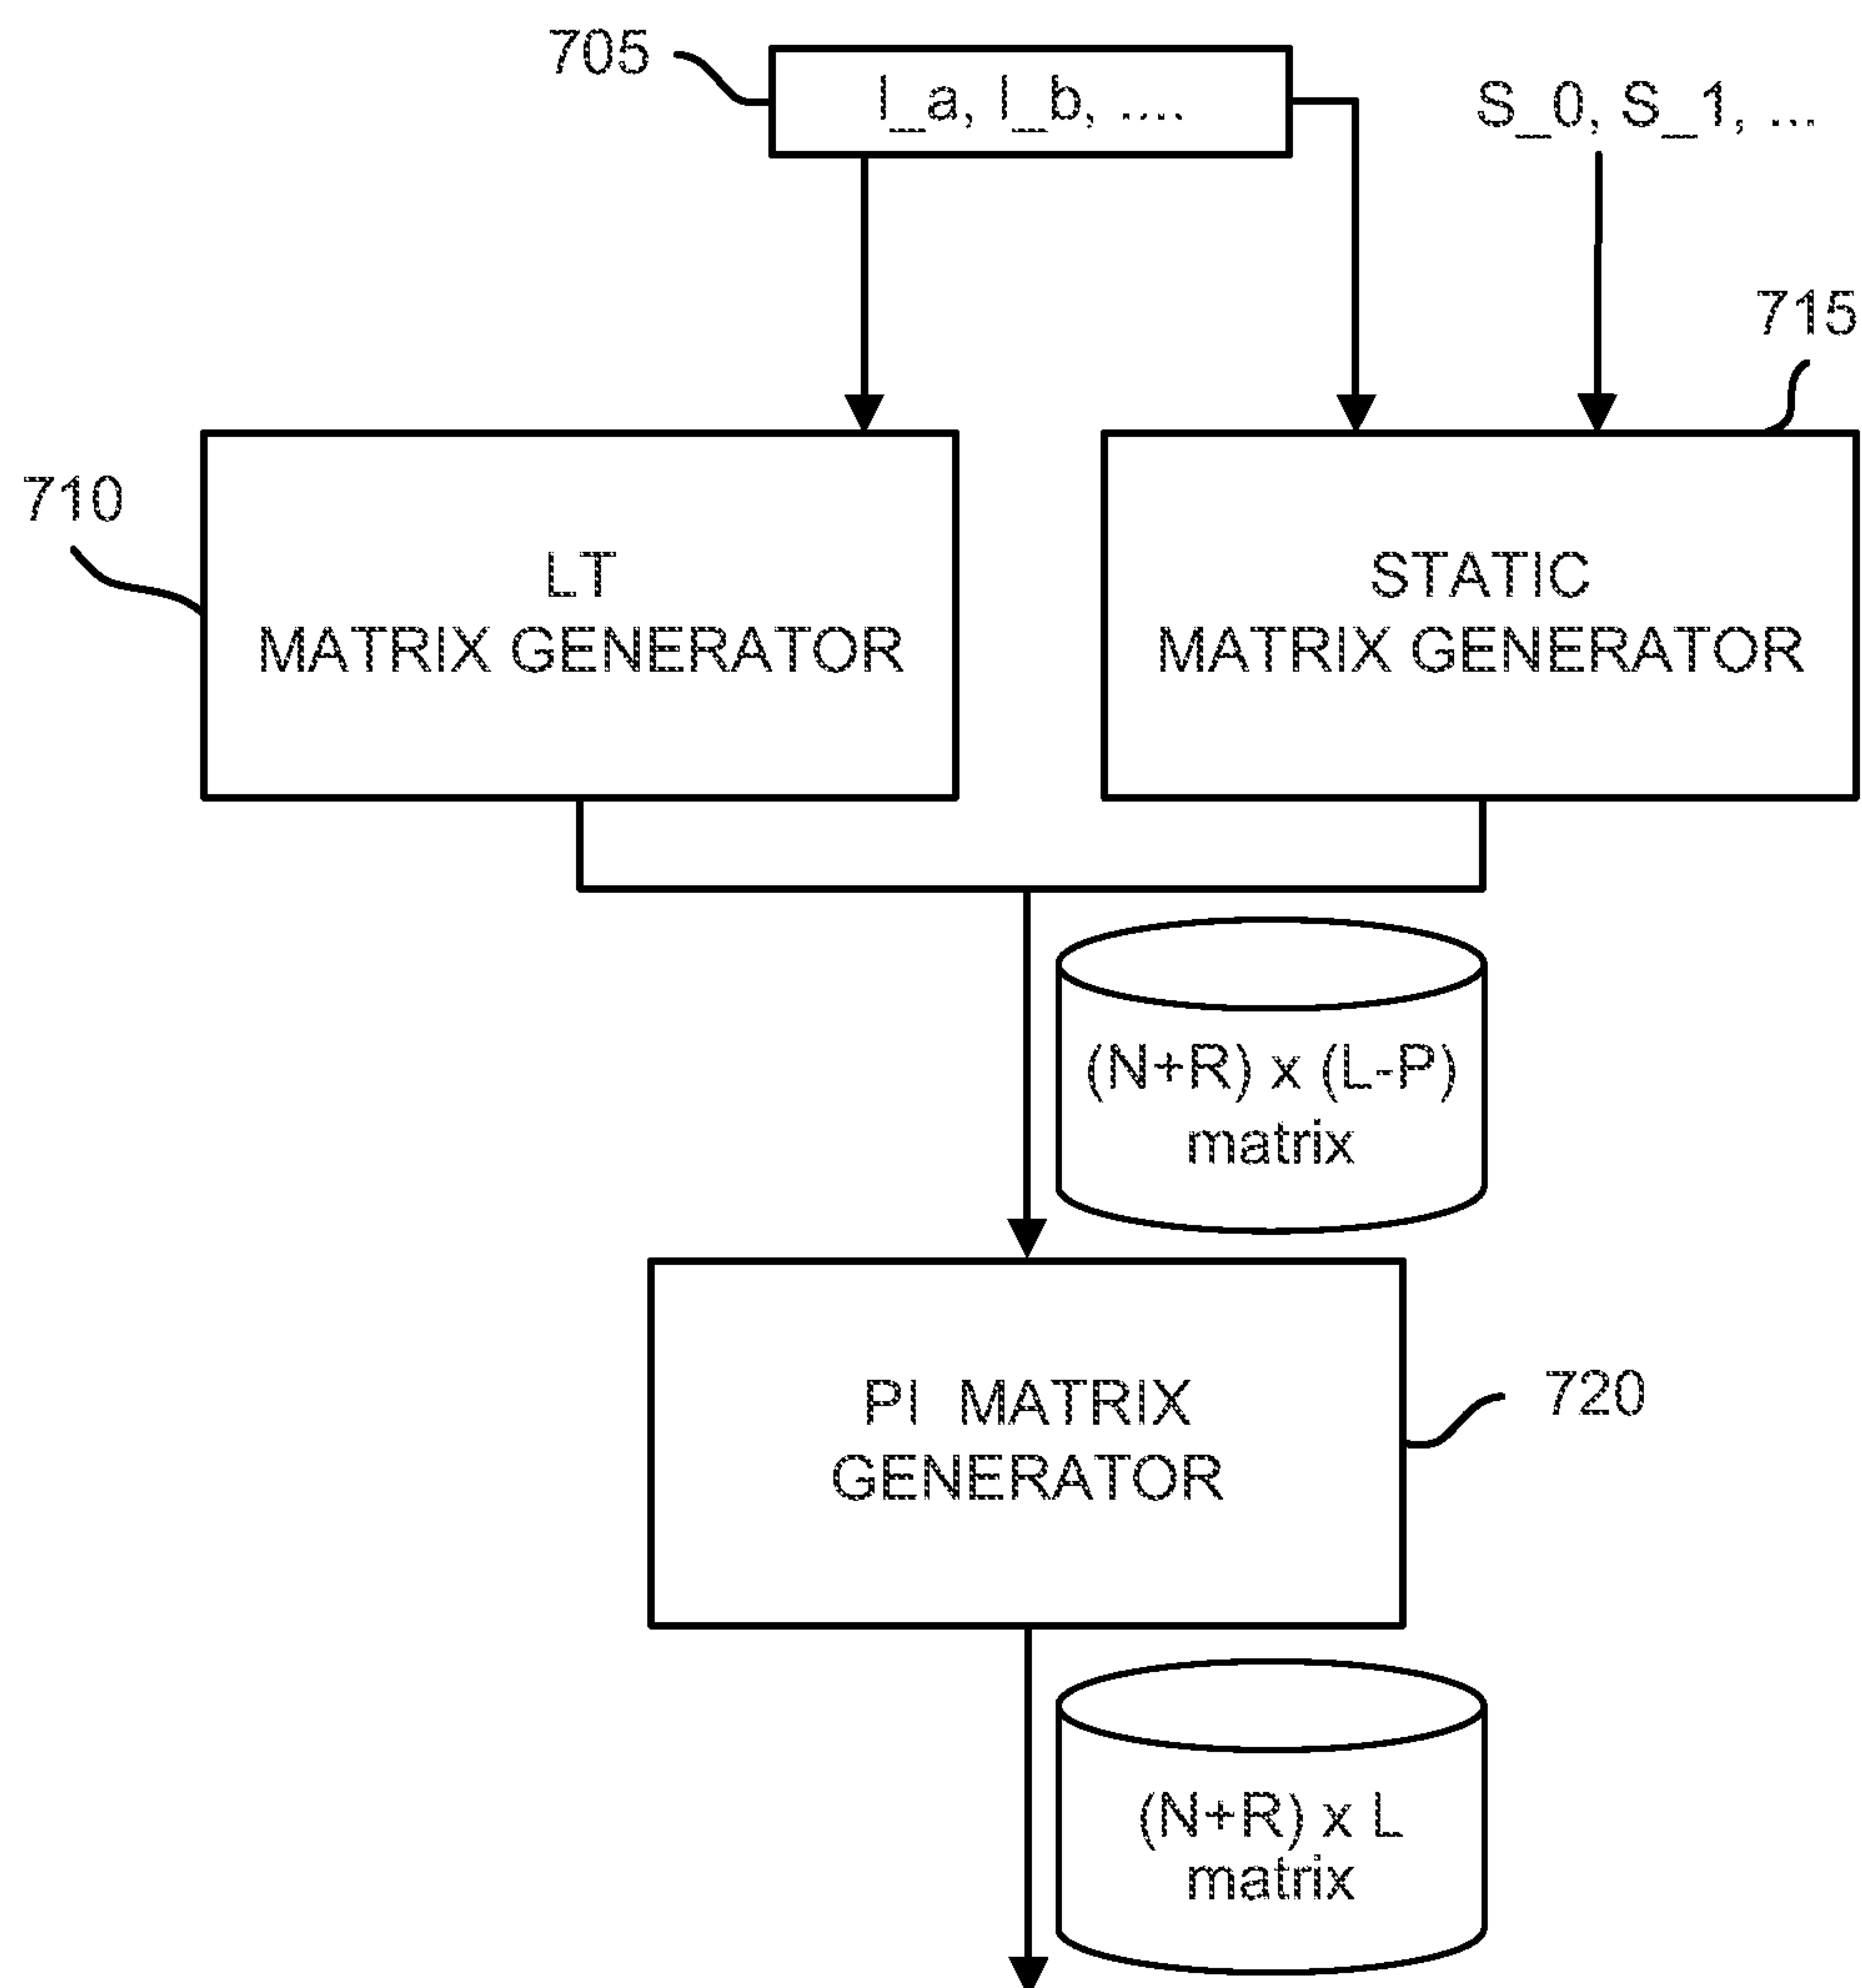 705
I_a, I_b, ....
S_0, S_1, ...
715
710
LT
MATRIX GENERATOR
STATIC
MATRIX GENERATOR
(N+R) x (L-P)
matrix
PI MATRIX
GENERATOR
720
(N+R) x L
matrix